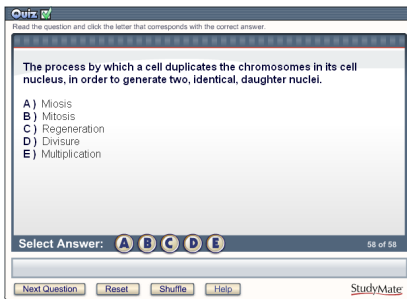 Quiz
Read the question and click the letter that corresponds with the correct answer.
The process by which a cell duplicates the chromosomes in its cell
nucleus, in order to generate two, identical, daughter nuclei.
A ) Miosis
B ) Mitosis
C ) Regeneration
D ) Divisure
E ) Multiplication
Select Answer: A B C D E 58 of 58
Next Question Reset Shuffle Help StudyMate